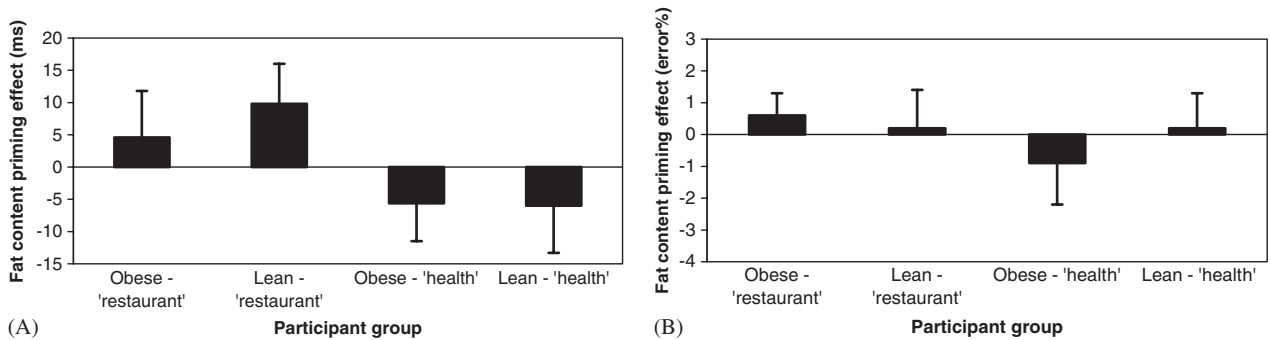 Fat content priming effect (ms)
20
15
10
5
0
-5
-10
-15
Obese -
'restaurant'
Lean -
'restaurant'
Obese - 'health'
Lean - 'health'
(A)
Participant group
Fat content priming effect (error%)
3
2
1
0
-1
-2
-3
-4
Obese -
'restaurant'
Lean -
'restaurant'
Obese - 'health'
Lean - 'health'
(B)
Participant group